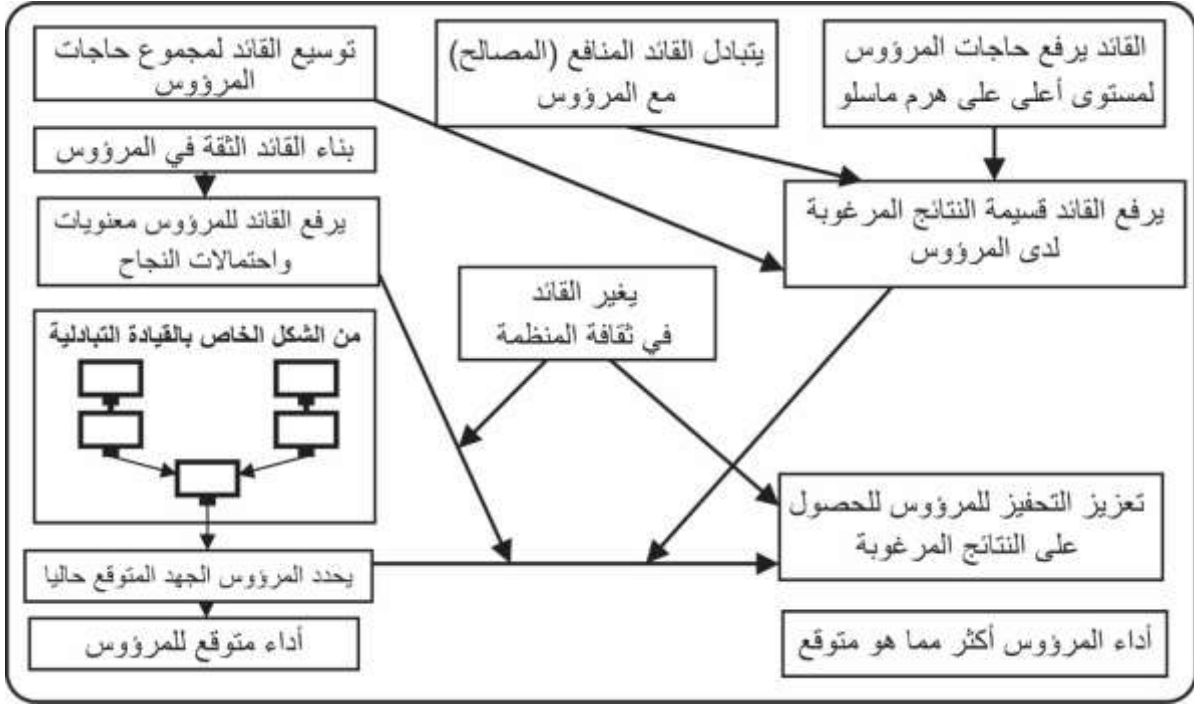 القائد يرفع حاجات المرؤوس
لمستوى أعلى على هرم ماسلو
يتبادل القائد المنافع (المصالح)
مع المرؤوس
توسيع القائد لمجموع حاجات
المرؤوس
بناء القائد الثقة في المرؤوس
يرفع القائد للمرؤوس معنويات
واحتمالات النجاح
يرفع القائد قسيمة النتائج المرغوبة
لدى المرؤوس
يغير القائد
في ثقافة المنظمة
من الشكل الخاص بالقيادة التبادلية
تعزيز التحفيز للمرؤوس للحصول
على النتائج المرغوبة
يحدد المرؤوس الجهد المتوقع حاليا
أداء المرؤوس أكثر مما هو متوقع
أداء متوقع للمرؤوس